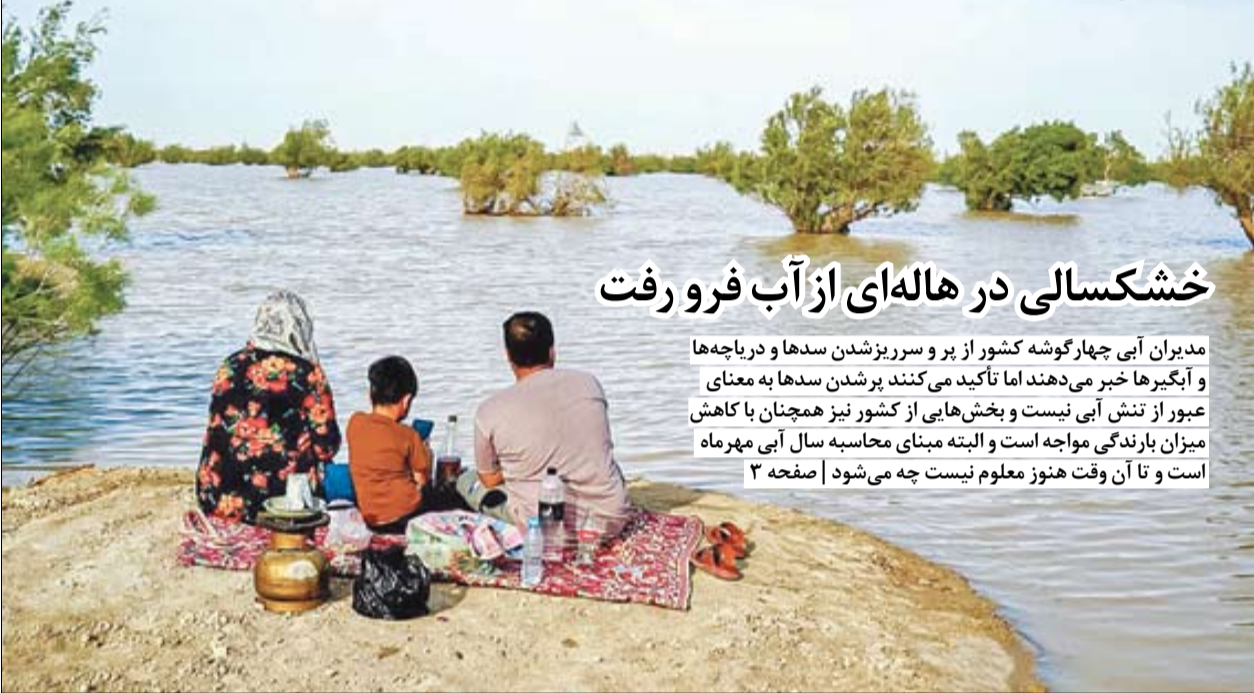 خشکسالی در هاله‌ای از آب فرو رفت
مدیران آبی چهارگوشه کشور از پر و سرریزشدن سدها و دریاچه‌ها
و آبگیرها خبر می‌دهند اما تأکید می‌کنند پرشدن سدها به معنای
عبور از تنش آبی نیست و بخش‌هایی از کشور نیز همچنان با کاهش
میزان بارندگی مواجه است و البته مبنای محاسبه سال آبی مهرماه
است و تا آن وقت هنوز معلوم نیست چه می‌شود | صفحه ۳